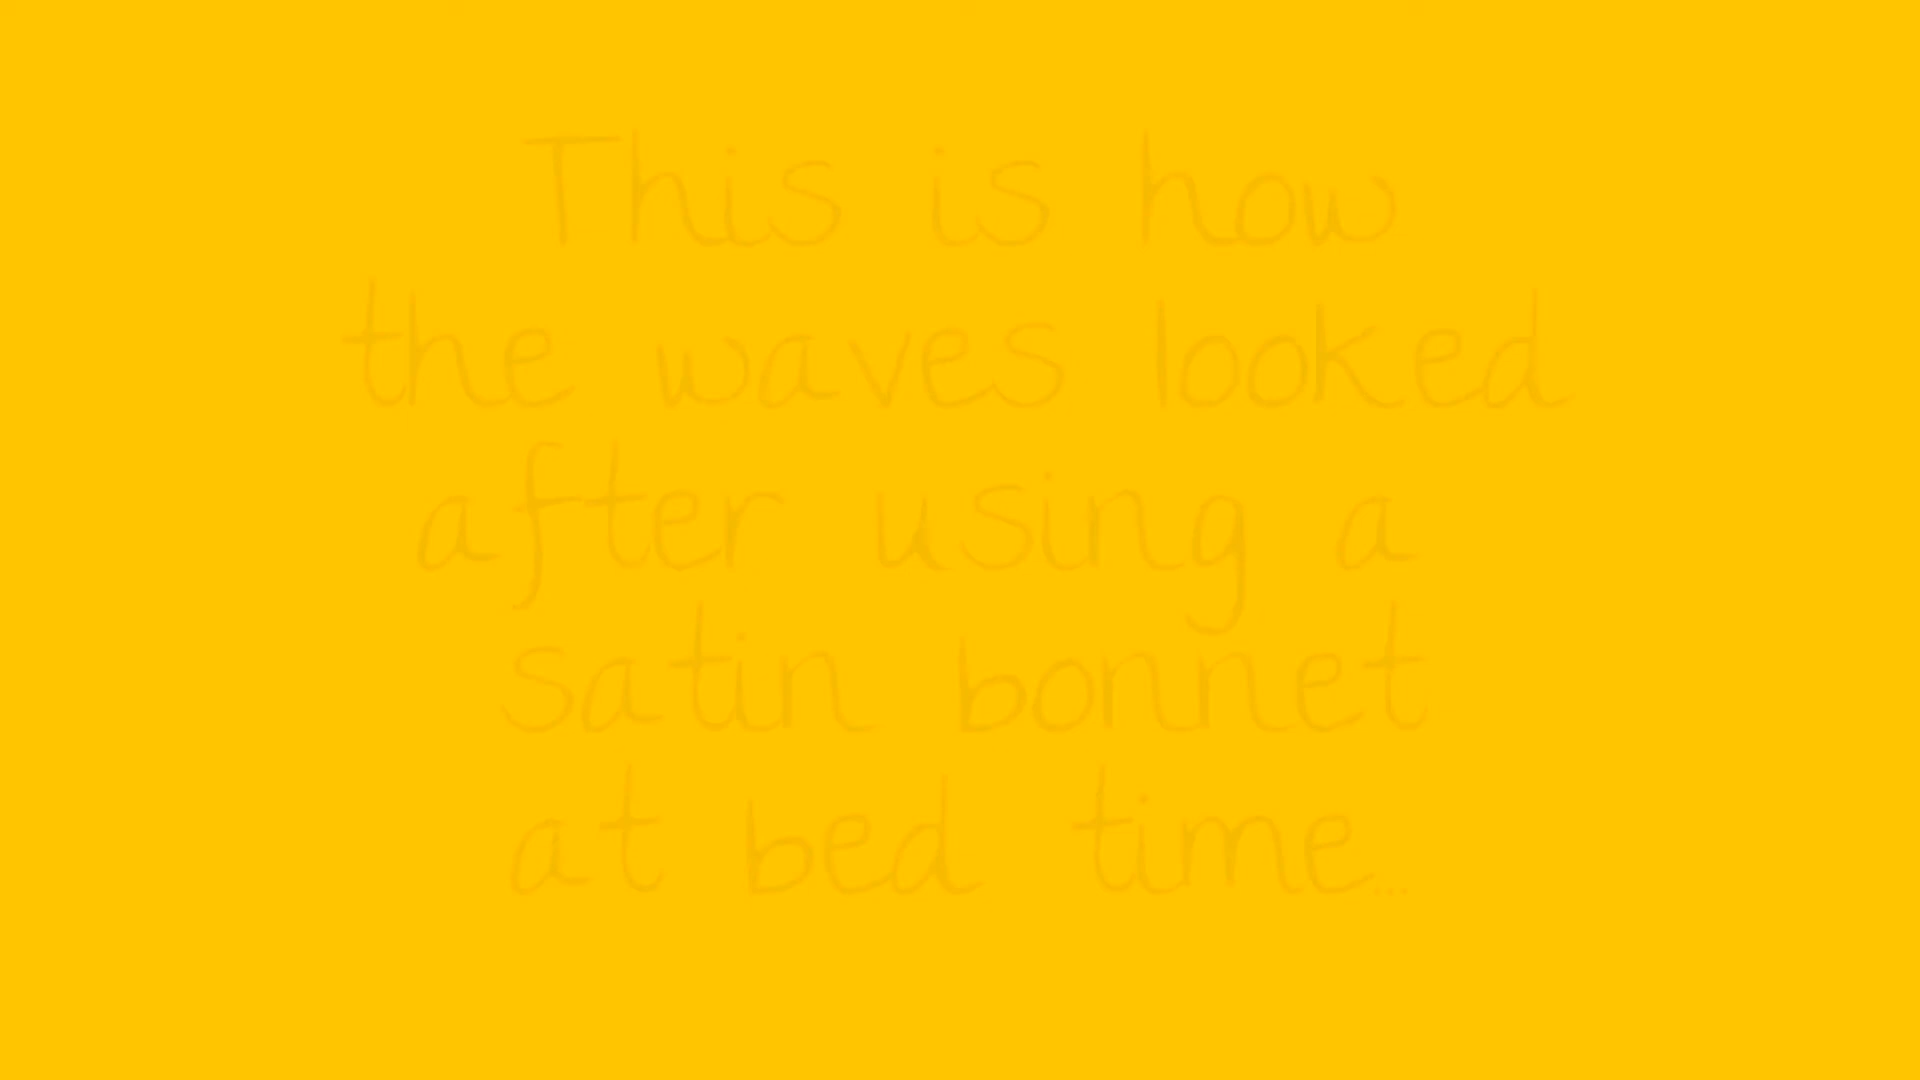 This is how
the waves looked
after using a
satin bonnet
at bed time...